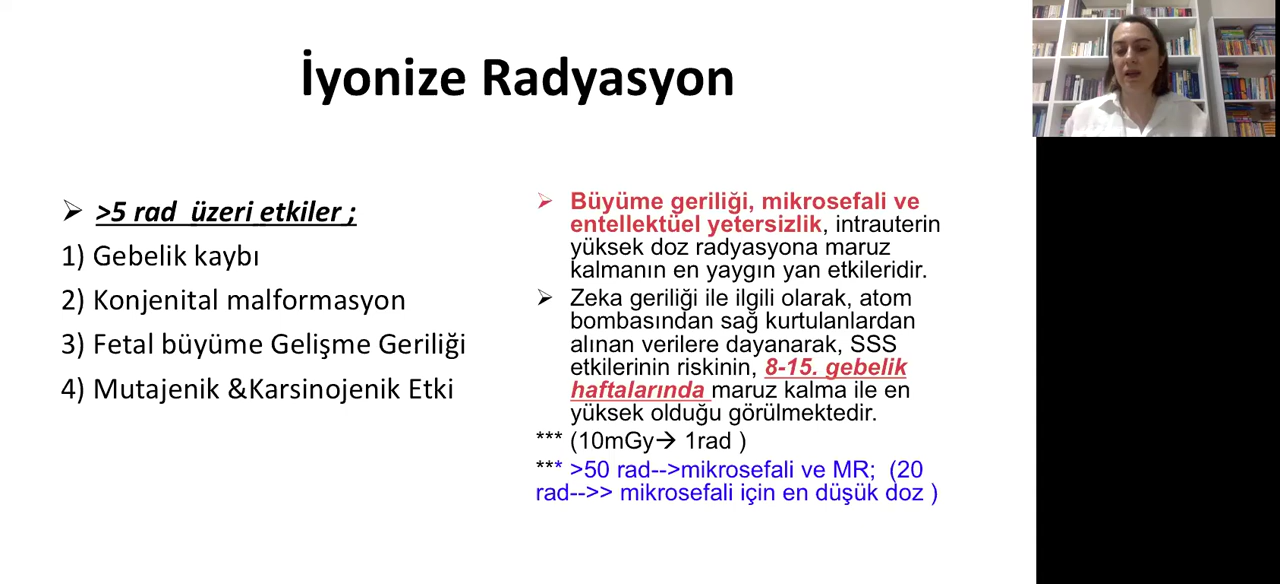 İyonize Radyasyon
➢ >5 rad üzeri etkiler ;
1) Gebelik kaybı
2) Konjenital malformasyon
3) Fetal büyüme Gelişme Geriliği
4) Mutajenik &Karsinojenik Etki
➢ Büyüme geriliği, mikrosefali ve
entellektüel yetersizlik, intrauterin
yüksek doz radyasyona maruz
kalmanın en yaygın yan etkileridir.
➢ Zeka geriliği ile ilgili olarak, atom
bombasından sağ kurtulanlardan
alınan verilere dayanarak, SSS
etkilerinin riskinin, 8-15. gebelik
haftalarında maruz kalma ile en
yüksek olduğu görülmektedir.
*** (10mGy→ 1rad )
*** >50 rad-->mikrosefali ve MR; (20
rad-->> mikrosefali için en düşük doz )